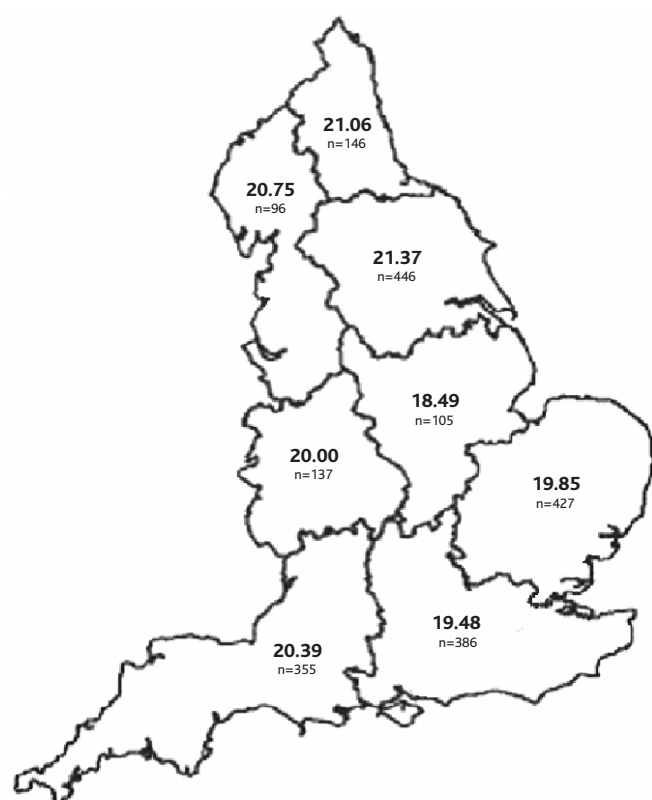 21.06
n=146
20.75
n=96
21.37
n=446
18.49
n=105
20.00
n=137
19.85
n=427
19.48
n=386
20.39
n=355